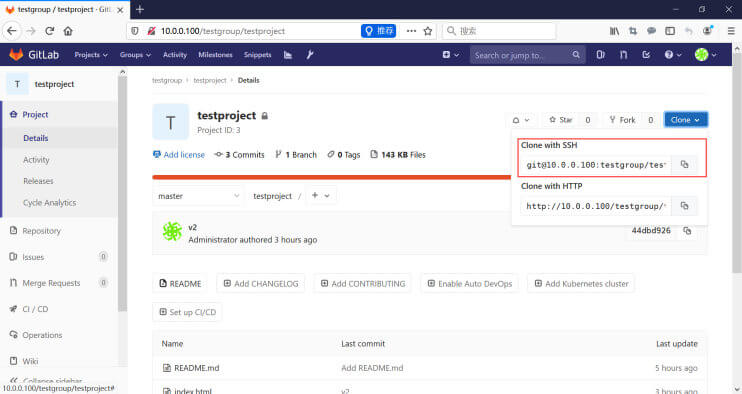 testgroup / testproject · GitLab
10.0.0.100/testgroup/testproject
推荐
搜索
GitLab Projects Groups Activity Milestones Snippets Search or jump to...
T testproject
Project
Details
Activity
Releases
Cycle Analytics
Repository
Issues 0
Merge Requests 0
CI / CD
Operations
Wiki
Collapse sidebar
10.0.0.100/testgroup/testproject#
testgroup › testproject › Details
T
testproject
Project ID: 3
Star 0 Fork 0 Clone
Add license 3 Commits 1 Branch 0 Tags 143 KB Files
Clone with SSH
git@10.0.0.100:testgroup/tes
Clone with HTTP
http://10.0.0.100/testgroup/
master testproject / +
v2
Administrator authored 3 hours ago
44dbd926
README Add CHANGELOG Add CONTRIBUTING Enable Auto DevOps Add Kubernetes cluster
Set up CI/CD
Name Last commit Last update
README.md Add README.md 5 hours ago
index.html v2 3 hours ago